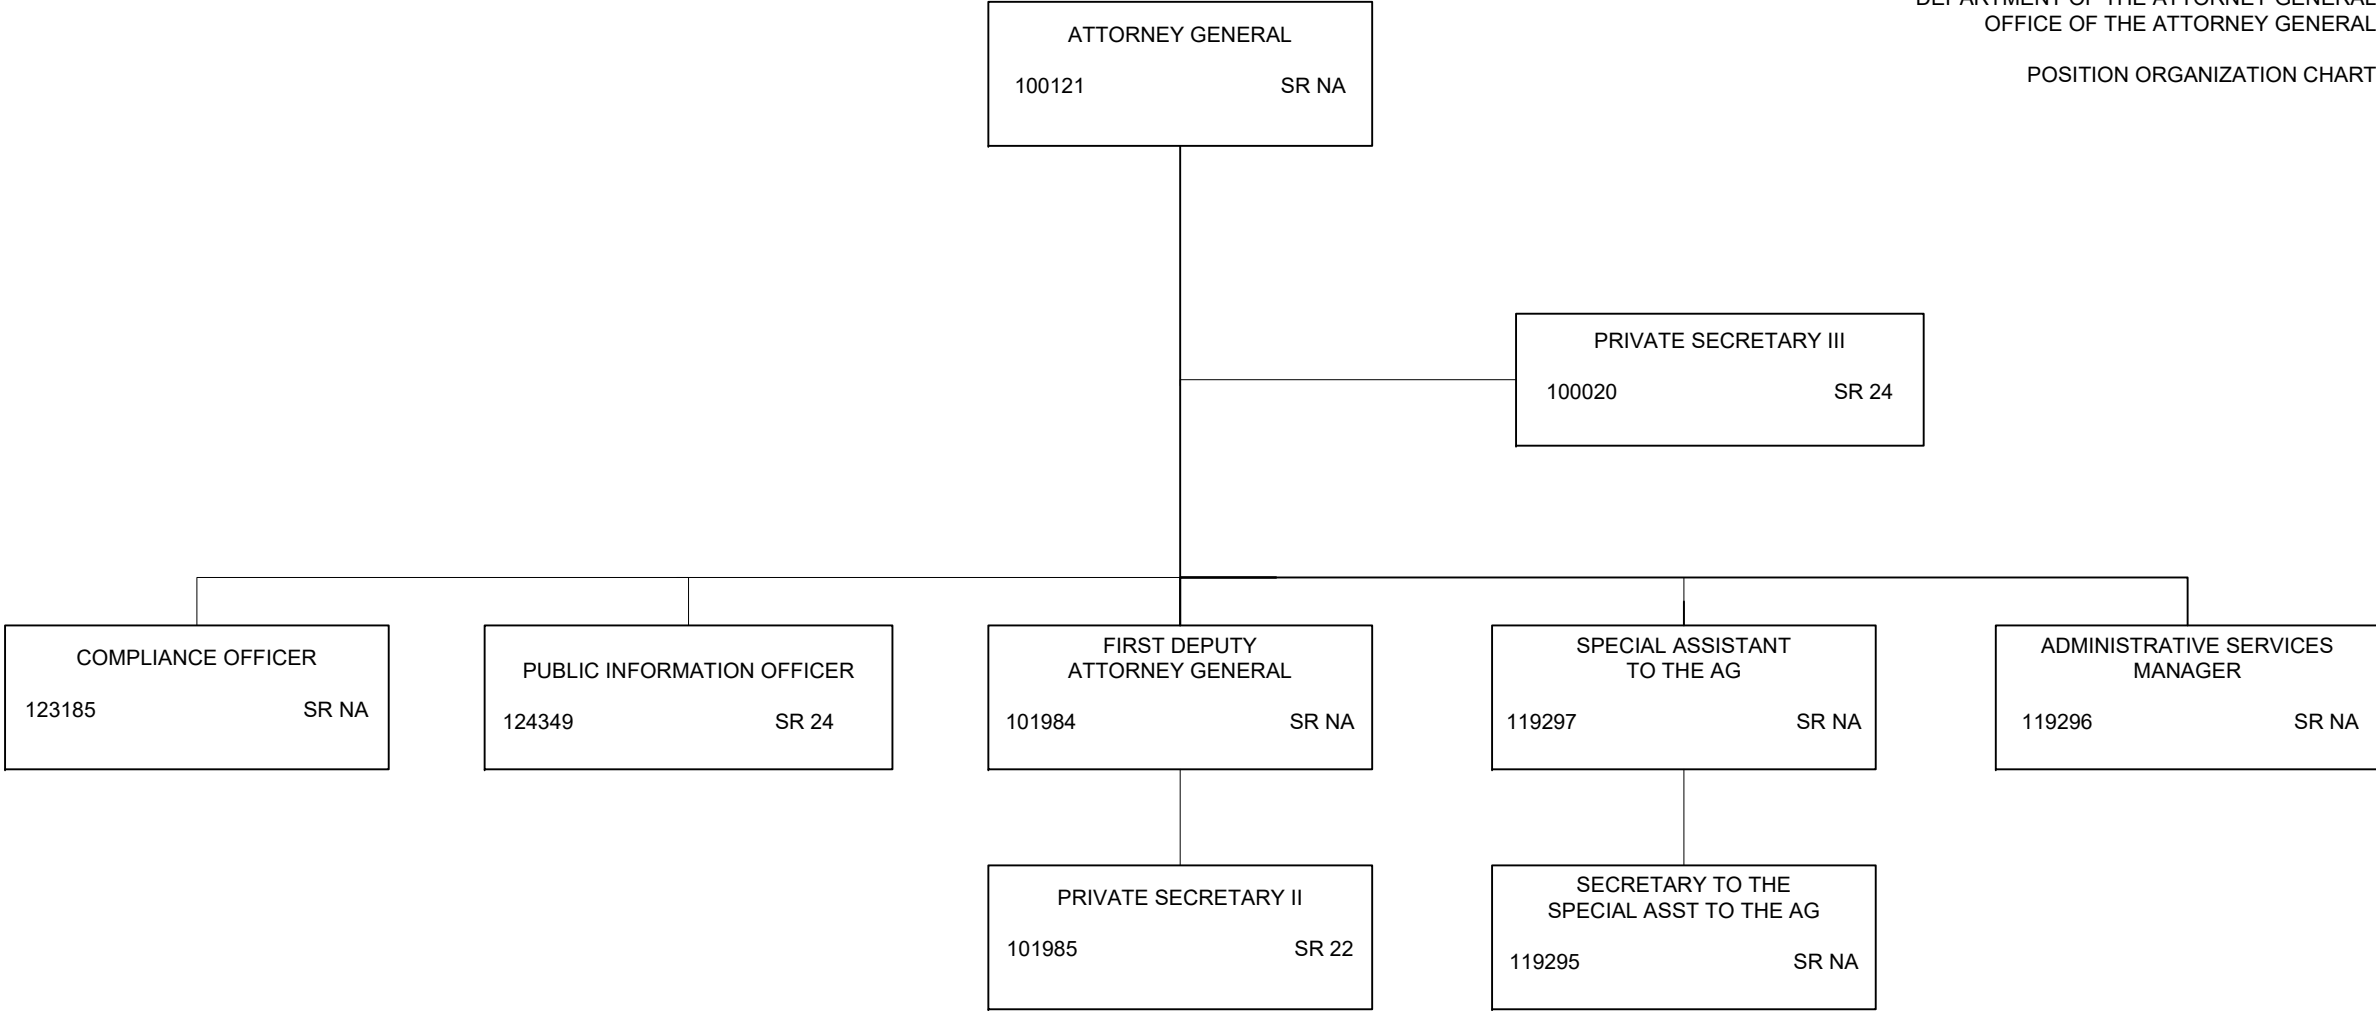 DEPARTMENT OF THE ATTORNEY GENERAL
OFFICE OF THE ATTORNEY GENERAL
POSITION ORGANIZATION CHART
ATTORNEY GENERAL
100121 SR NA
PRIVATE SECRETARY III
100020 SR 24
COMPLIANCE OFFICER
123185 SR NA
PUBLIC INFORMATION OFFICER
124349 SR 24
FIRST DEPUTY
ATTORNEY GENERAL
101984 SR NA
SPECIAL ASSISTANT
TO THE AG
119297 SR NA
ADMINISTRATIVE SERVICES
MANAGER
119296 SR NA
PRIVATE SECRETARY II
101985 SR 22
SECRETARY TO THE
SPECIAL ASST TO THE AG
119295 SR NA